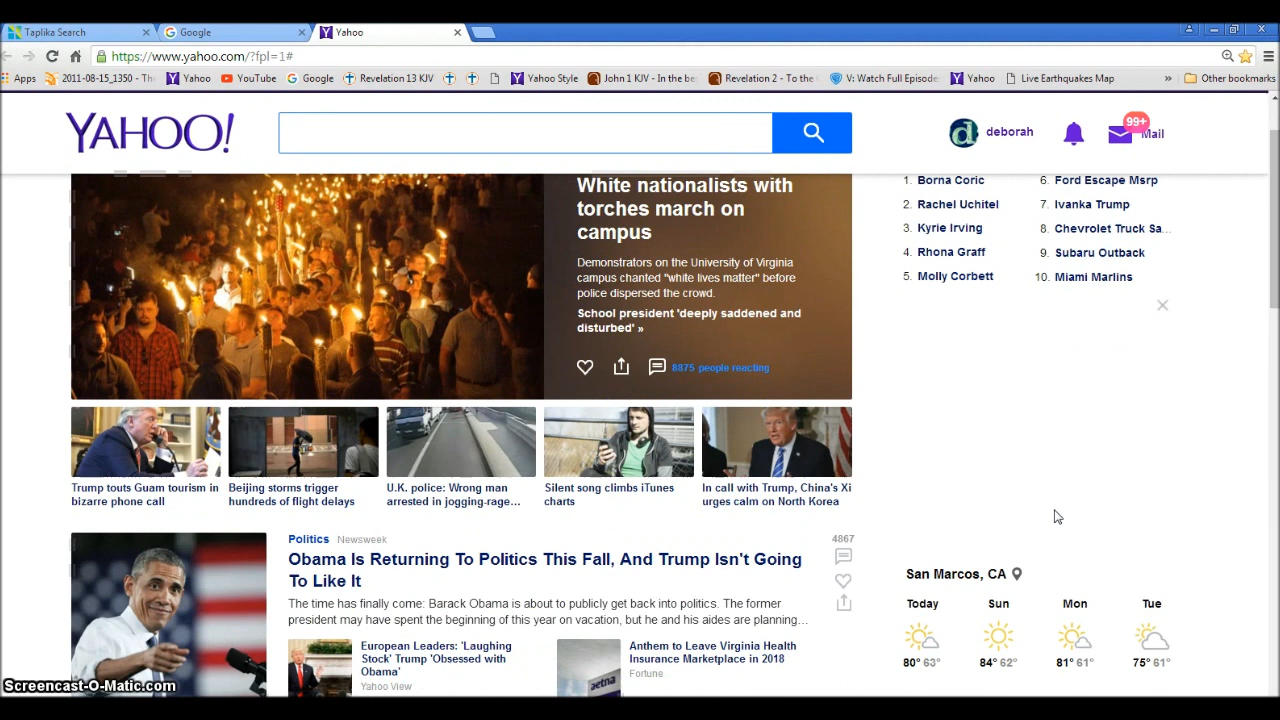 Taplika Search
Google
Yahoo
https://www.yahoo.com/?fpl=1#
Apps
2011-08-15_1350 - The
Yahoo
YouTube
Google
Revelation 13 KJV
Yahoo Style
John 1 KJV - In the be
Revelation 2 - To the
V: Watch Full Episode
Yahoo
Live Earthquakes Map
»
Other bookmarks
YAHOO!
deborah
99+
Mail
White nationalists with
torches march on
campus
Demonstrators on the University of Virginia
campus chanted "white lives matter" before
police dispersed the crowd.
School president 'deeply saddened and
disturbed' »
8875 people reacting
1. Borna Coric
2. Rachel Uchitel
3. Kyrie Irving
4. Rhona Graff
5. Molly Corbett
6. Ford Escape Msrp
7. Ivanka Trump
8. Chevrolet Truck Sa...
9. Subaru Outback
10. Miami Marlins
Trump touts Guam tourism in
bizarre phone call
Beijing storms trigger
hundreds of flight delays
U.K. police: Wrong man
arrested in jogging-rage...
Silent song climbs iTunes
charts
In call with Trump, China's Xi
urges calm on North Korea
Politics Newsweek
4867
Obama Is Returning To Politics This Fall, And Trump Isn't Going
To Like It
The time has finally come: Barack Obama is about to publicly get back into politics. The former
president may have spent the beginning of this year on vacation, but he and his aides are planning...
European Leaders: 'Laughing
Stock' Trump 'Obsessed with
Obama'
Yahoo View
aetna
Anthem to Leave Virginia Health
Insurance Marketplace in 2018
Fortune
San Marcos, CA
Today Sun Mon Tue
80° 63° 84° 62° 81° 61° 75° 61°
Screencast-O-Matic.com